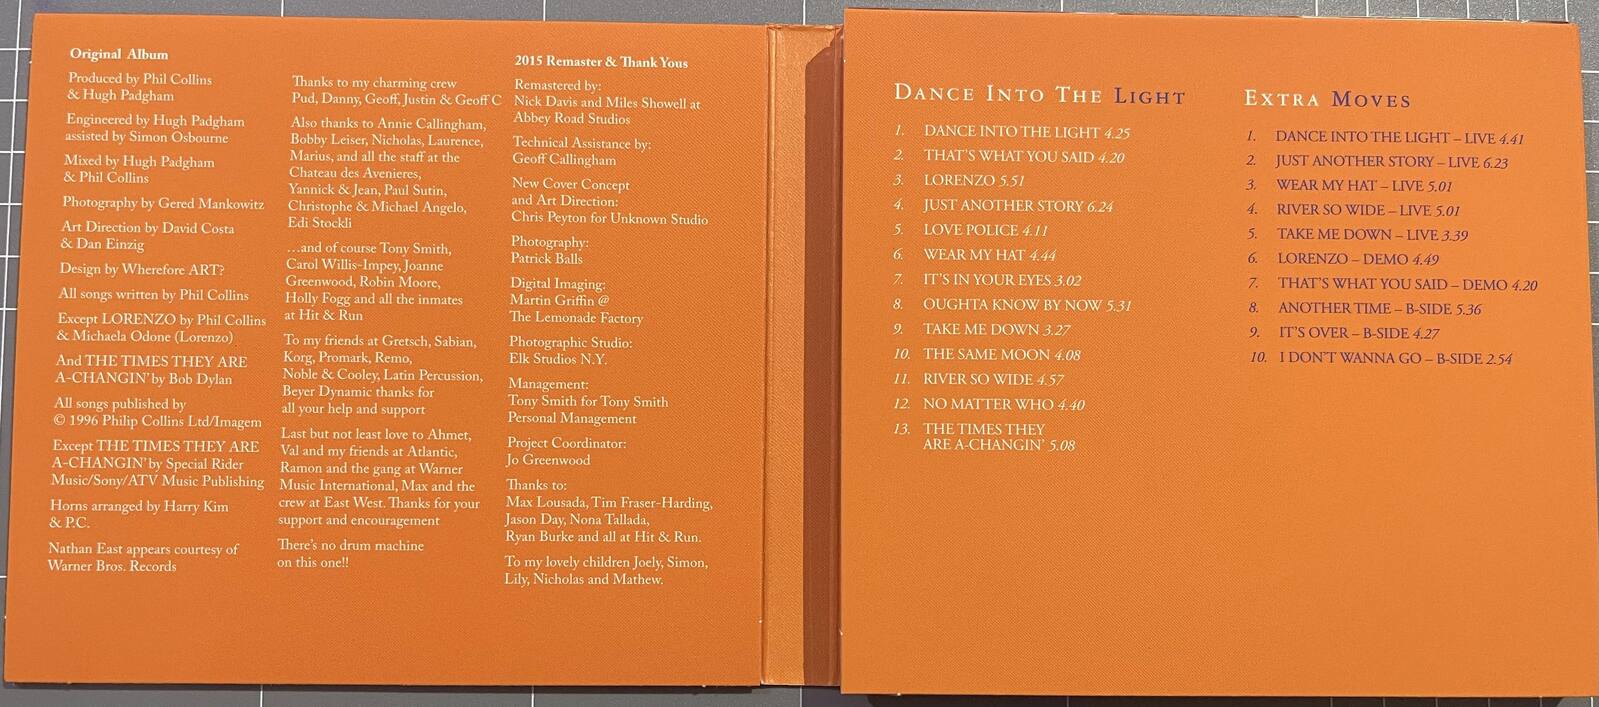 Original Album
Produced by Phil Collins
& Hugh Padgham
Engineered by Hugh Padgham
assisted by Simon Osbourne
Mixed by Hugh Padgham
& Phil Collins
Photography by Gered Mankowitz
Art Direction by David Costa
& Dan Einzig
Design by Wherefore ART?
All songs written by Phil Collins
Except LORENZO by Phil Collins
& Michaela Odone (Lorenzo)
And THE TIMES THEY ARE
A-CHANGIN' by Bob Dylan
All songs published by
© 1996 Philip Collins Ltd/Imagem
Except THE TIMES THEY ARE
A-CHANGIN' by Special Rider
Music/Sony/ATV Music Publishing
Horns arranged by Harry Kim
& P.C.
Nathan East appears courtesy of
Warner Bros. Records
Thanks to my charming crew
Pud, Danny, Geoff, Justin & Geoff C
Also thanks to Annie Callingham,
Bobby Leiser, Nicholas, Laurence,
Marius, and all the staff at the
Chateau des Avenieres,
Yannick & Jean, Paul Sutin,
Christophe & Michael Angelo,
Edi Stockli
...and of course Tony Smith,
Carol Willis-Impey, Joanne
Greenwood, Robin Moore,
Holly Fogg and all the inmates
at Hit & Run
To my friends at Gretsch, Sabian,
Korg, Promark, Remo,
Noble & Cooley, Latin Percussion,
Beyer Dynamic thanks for
all your help and support
Last but not least love to Ahmet,
Val and my friends at Atlantic,
Ramon and the gang at Warner
Music International, Max and the
crew at East West. Thanks for your
support and encouragement
There's no drum machine
on this one!!
2015 Remaster & Thank Yous
Remastered by:
Nick Davis and Miles Showell at
Abbey Road Studios
Technical Assistance by:
Geoff Callingham
New Cover Concept
and Art Direction:
Chris Peyton for Unknown Studio
Photography:
Patrick Balls
Digital Imaging:
Martin Griffin @
The Lemonade Factory
Photographic Studio:
Elk Studios N.Y.
Management:
Tony Smith for Tony Smith
Personal Management
Project Coordinator:
Jo Greenwood
Thanks to:
Max Lousada, Tim Fraser-Harding,
Jason Day, Nona Tallada,
Ryan Burke and all at Hit & Run.
To my lovely children Joely, Simon,
Lily, Nicholas and Mathew.
DANCE INTO THE LIGHT
1. DANCE INTO THE LIGHT 4.25
2. THAT'S WHAT YOU SAID 4.20
3. LORENZO 5.51
4. JUST ANOTHER STORY 6.24
5. LOVE POLICE 4.11
6. WEAR MY HAT 4.44
7. IT'S IN YOUR EYES 3.02
8. OUGHTA KNOW BY NOW 5.31
9. TAKE ME DOWN 3.27
10. THE SAME MOON 4.08
11. RIVER SO WIDE 4.57
12. NO MATTER WHO 4.40
13. THE TIMES THEY
ARE A-CHANGIN' 5.08
EXTRA MOVES
1. DANCE INTO THE LIGHT – LIVE 4.41
2. JUST ANOTHER STORY – LIVE 6.23
3. WEAR MY HAT – LIVE 5.01
4. RIVER SO WIDE – LIVE 5.01
5. TAKE ME DOWN – LIVE 3.39
6. LORENZO – DEMO 4.49
7. THAT'S WHAT YOU SAID – DEMO 4.20
8. ANOTHER TIME – B-SIDE 5.36
9. IT'S OVER – B-SIDE 4.27
10. I DON'T WANNA GO – B-SIDE 2.54